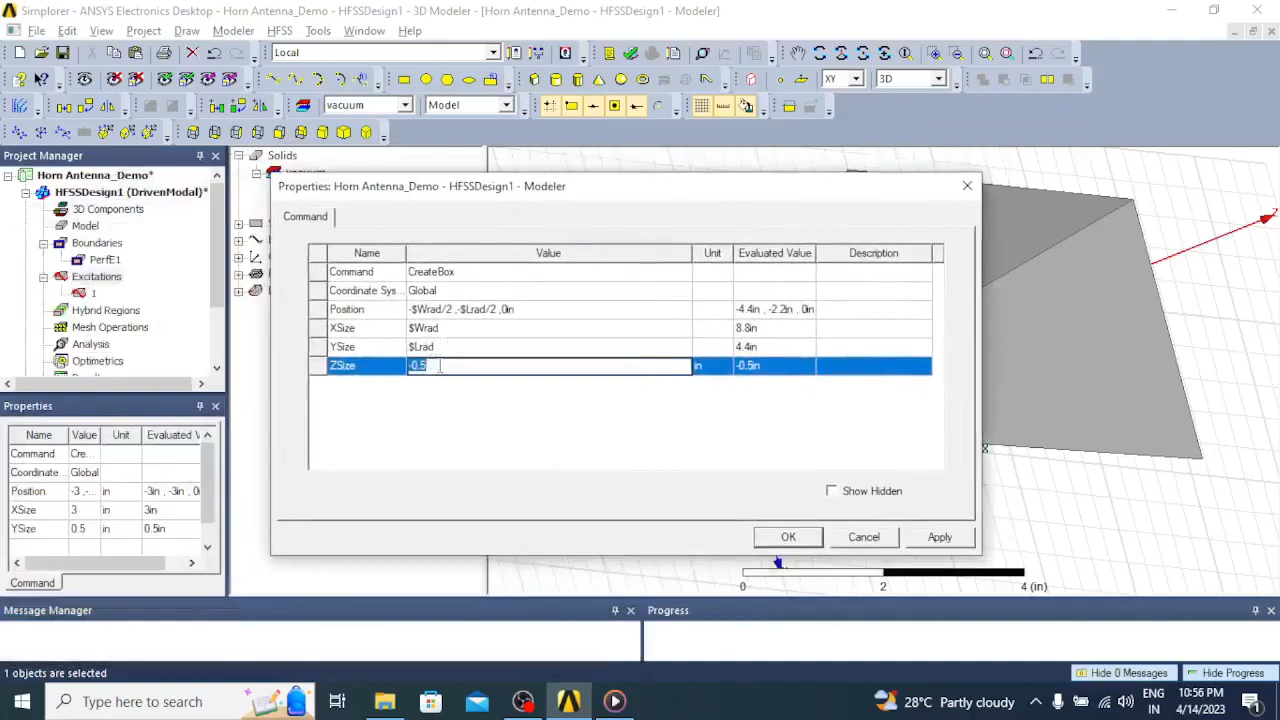 Simplorer - ANSYS Electronics Desktop - Horn Antenna_Demo - HFSSDesign1 - 3D Modeler - [Horn Antenna_Demo - HFSSDesign1 - Modeler]
File Edit View Project Draw Modeler HFSS Tools Window Help
Local
XY 3D
vacuum Model
Project Manager
Horn Antenna_Demo*
HFSSDesign1 (DrivenModal)*
3D Components
Model
Boundaries
PerfE1
Excitations
1
Hybrid Regions
Mesh Operations
Analysis
Optimetrics
Solids
Properties: Horn Antenna_Demo - HFSSDesign1 - Modeler
Command
Name Value Unit Evaluated Value Description
Command CreateBox
Coordinate Sys... Global
Position -$Wrad/2 ,-$Lrad/2 ,0in -4.4in , -2.2in , 0in
XSize $Wrad 8.8in
YSize $Lrad 4.4in
ZSize -0.5 in -0.5in
Show Hidden
OK Cancel Apply
Properties
Name Value Unit Evaluated V
Command Cre...
Coordinate... Global
Position -3 ,-... in -3in , -3in , 0i
XSize 3 in 3in
YSize 0.5 in 0.5in
Command
0 2 4 (in)
Message Manager
Progress
1 objects are selected
Hide 0 Messages Hide Progress
Type here to search
28°C Partly cloudy
ENG
IN
10:56 PM
4/14/2023
1